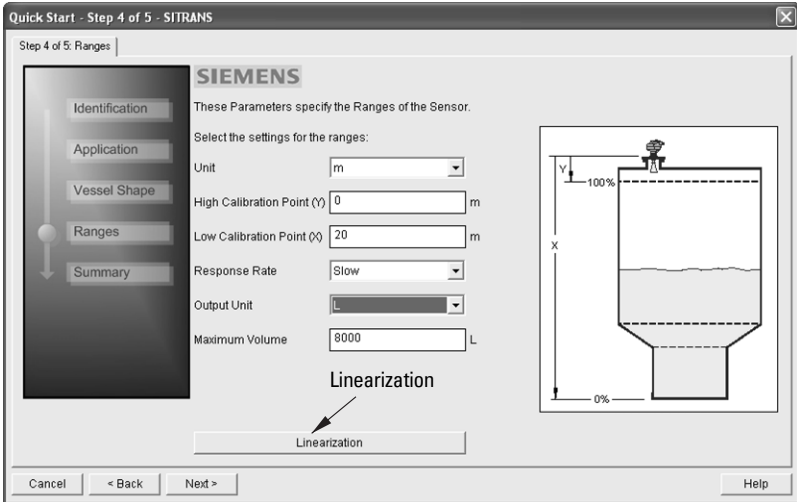 Quick Start - Step 4 of 5 - SITRANS
Step 4 of 5: Ranges
SIEMENS
Identification
Application
Vessel Shape
Ranges
Summary
These Parameters specify the Ranges of the Sensor.
Select the settings for the ranges:
Unit m
High Calibration Point (Y) 0 m
Low Calibration Point (X) 20 m
Response Rate Slow
Output Unit L
Maximum Volume 8000 L
Linearization
Linearization
Y
100%
X
0%
Cancel < Back Next > Help